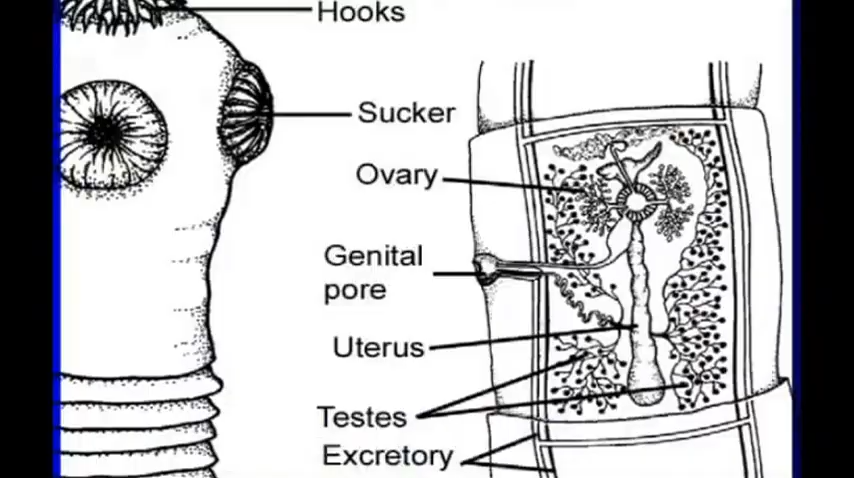 Hooks
Sucker
Ovary
Genital
pore
Uterus
Testes
Excretory